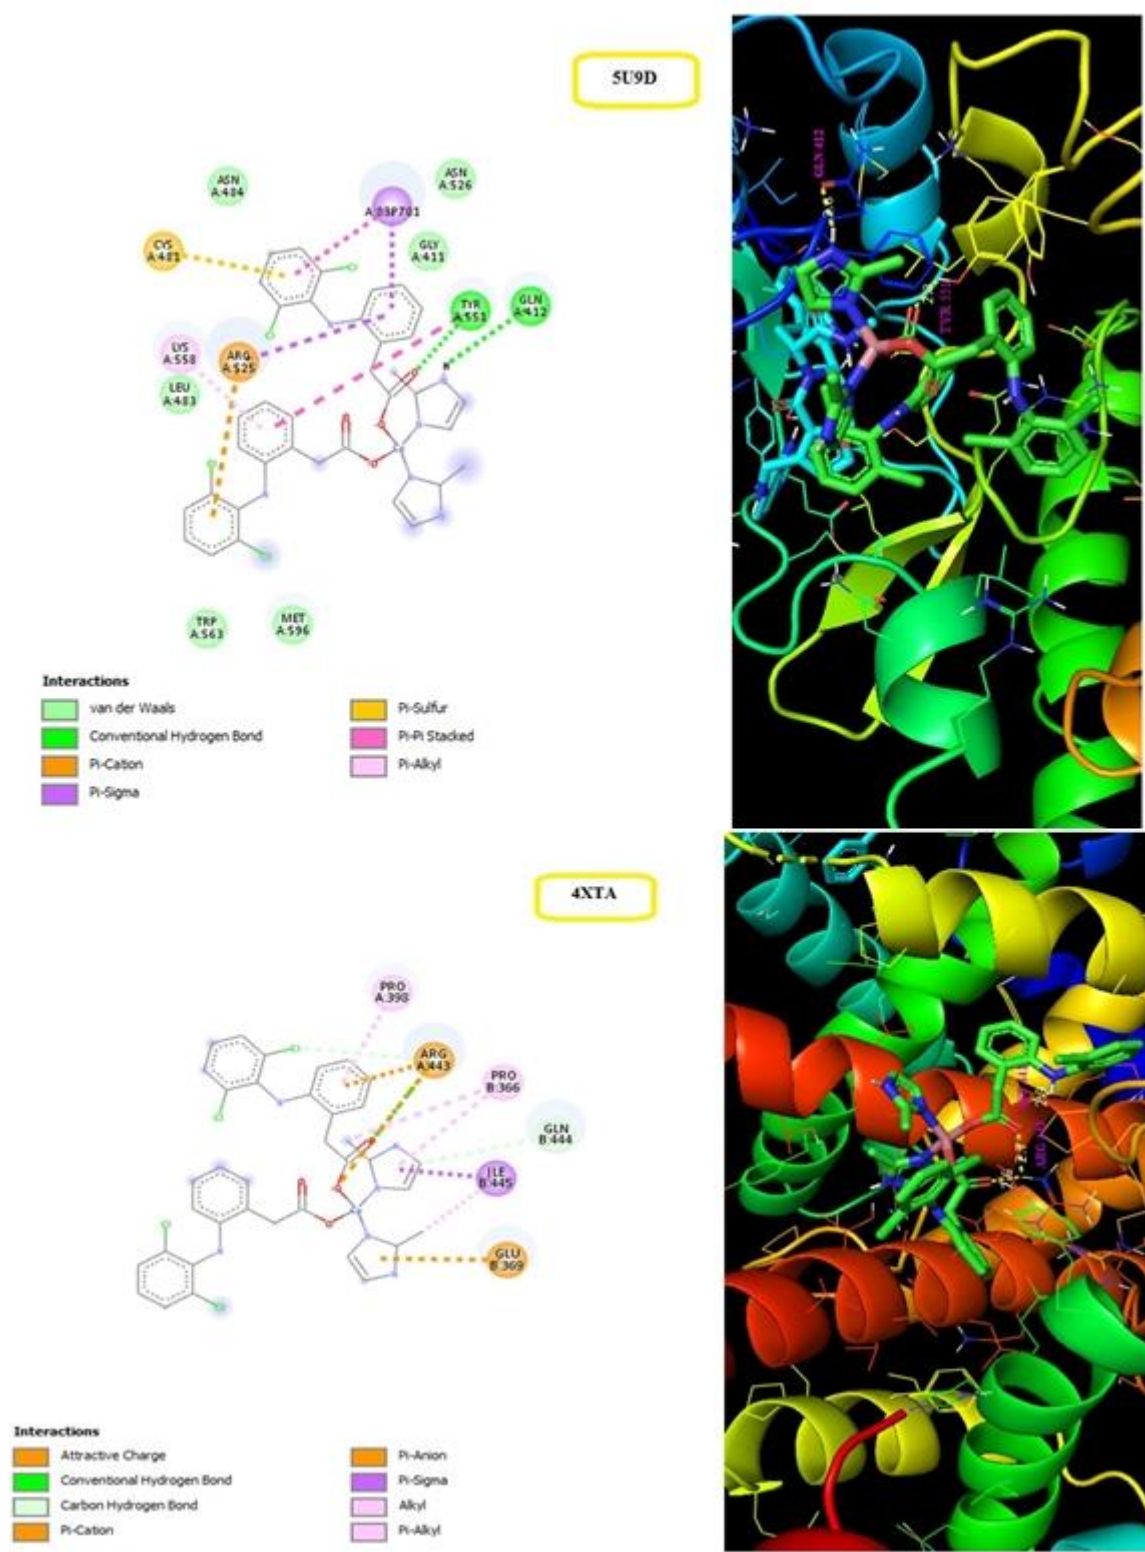 5U9D
ASN
A:484
ASN
A:526
A:BSP701
CYS
A:481
GLY
A:411
TYR
A:551
GLN
A:412
LYS
A:558
ARG
A:525
LEU
A:483
TRP
A:563
MET
A:596
Interactions
van der Waals
Conventional Hydrogen Bond
Pi-Cation
Pi-Sigma
Pi-Sulfur
Pi-Pi Stacked
Pi-Alkyl
GLN 412
TYR 551
4XTA
PRO
A:398
ARG
A:443
PRO
B:366
GLN
B:444
ILE
B:445
GLU
B:369
Interactions
Attractive Charge
Conventional Hydrogen Bond
Carbon Hydrogen Bond
Pi-Cation
Pi-Anion
Pi-Sigma
Alkyl
Pi-Alkyl